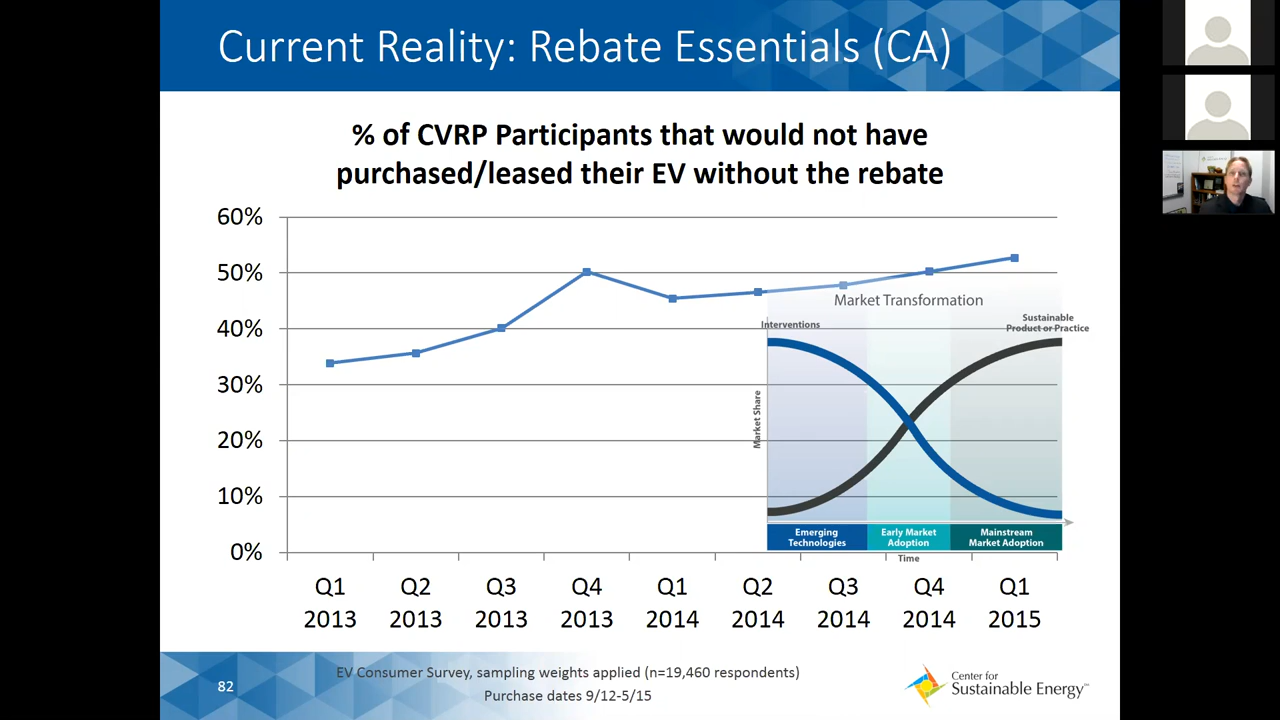 Current Reality: Rebate Essentials (CA)
% of CVRP Participants that would not have
purchased/leased their EV without the rebate
60%
50%
40%
30%
20%
10%
0%
Market Transformation
Interventions
Sustainable
Product or Practice
Market Share
Emerging
Technologies
Early Market
Adoption
Mainstream
Market Adoption
Time
Q1 Q2 Q3 Q4 Q1 Q2 Q3 Q4 Q1
2013 2013 2013 2013 2014 2014 2014 2014 2015
EV Consumer Survey, sampling weights applied (n=19,460 respondents)
Purchase dates 9/12-5/15
82
Center for
Sustainable Energy™